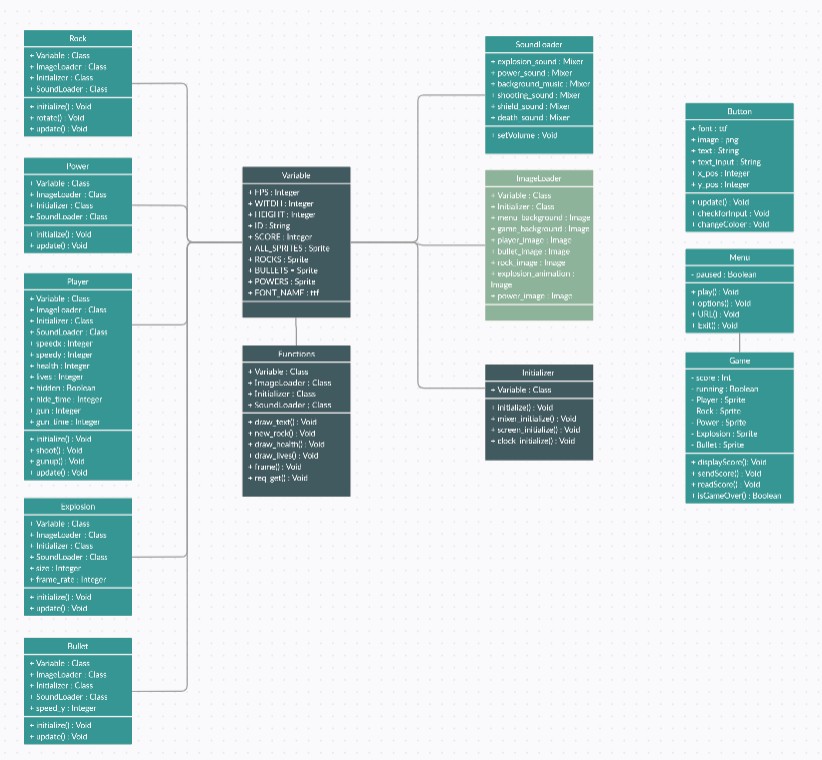 Rock
+ Variable : Class
+ ImageLoader : Class
+ Initializer : Class
+ SoundLoader : Class
+ initialize() : Void
+ rotate() : Void
+ update() : Void
Power
+ Variable : Class
+ ImageLoader : Class
+ Initializer : Class
+ SoundLoader : Class
+ initialize() : Void
+ update() : Void
Player
+ Variable : Class
+ ImageLoader : Class
+ Initializer : Class
+ SoundLoader : Class
+ speedx : Integer
+ speedy : Integer
+ health : Integer
+ lives : Integer
+ hidden : Boolean
+ hide_time : Integer
+ gun : Integer
+ gun_time : Integer
+ initialize() : Void
+ shoot() : Void
+ gunup() : Void
+ update() : Void
Explosion
+ Variable : Class
+ ImageLoader : Class
+ Initializer : Class
+ SoundLoader : Class
+ size : Integer
+ frame_rate : Integer
+ initialize() : Void
+ update() : Void
Bullet
+ Variable : Class
+ ImageLoader : Class
+ Initializer : Class
+ SoundLoader : Class
+ speed_y : Integer
+ initialize() : Void
+ update() : Void
Variable
+ FPS : Integer
+ WITDH : Integer
+ HEIGHT : Integer
+ ID : String
+ SCORE : Integer
+ ALL_SPRITES : Sprite
+ ROCKS : Sprite
+ BULLETS = Sprite
+ POWERS : Sprite
+ FONT_NAME : ttf
Functions
+ Variable : Class
+ ImageLoader : Class
+ Initializer : Class
+ SoundLoader : Class
+ draw_text() : Void
+ new_rock() : Void
+ draw_health() : Void
+ draw_lives() : Void
+ frame() : Void
+ req_get() : Void
SoundLoader
+ explosion_sound : Mixer
+ power_sound : Mixer
+ background_music : Mixer
+ shooting_sound : Mixer
+ shield_sound : Mixer
+ death_sound : Mixer
+ setVolume : Void
ImageLoader
+ Variable : Class
+ Initializer : Class
+ menu_background : Image
+ game_background : Image
+ player_image : Image
+ bullet_image : Image
+ rock_image : Image
+ explosion_animation :
Image
+ power_image : Image
Initializer
+ Variable : Class
+ initialize() : Void
+ mixer_initialize() : Void
+ screen_initialize() : Void
+ clock_initialize() : Void
Button
+ font : ttf
+ image : png
+ text : String
+ text_input : String
+ x_pos : Integer
+ y_pos : Integer
+ update() : Void
+ checkforInput : Void
+ changeColoer : Void
Menu
- paused : Boolean
+ play() : Void
+ options() : Void
+ URL() : Void
+ Exit() : Void
Game
- score : Int
- running : Boolean
- Player : Sprite
Rock : Sprite
- Power : Sprite
- Explosion : Sprite
- Bullet : Sprite
+ displayScore() : Void
+ sendScore() : Void
+ readScore() : Void
+ isGameOver() : Boolean